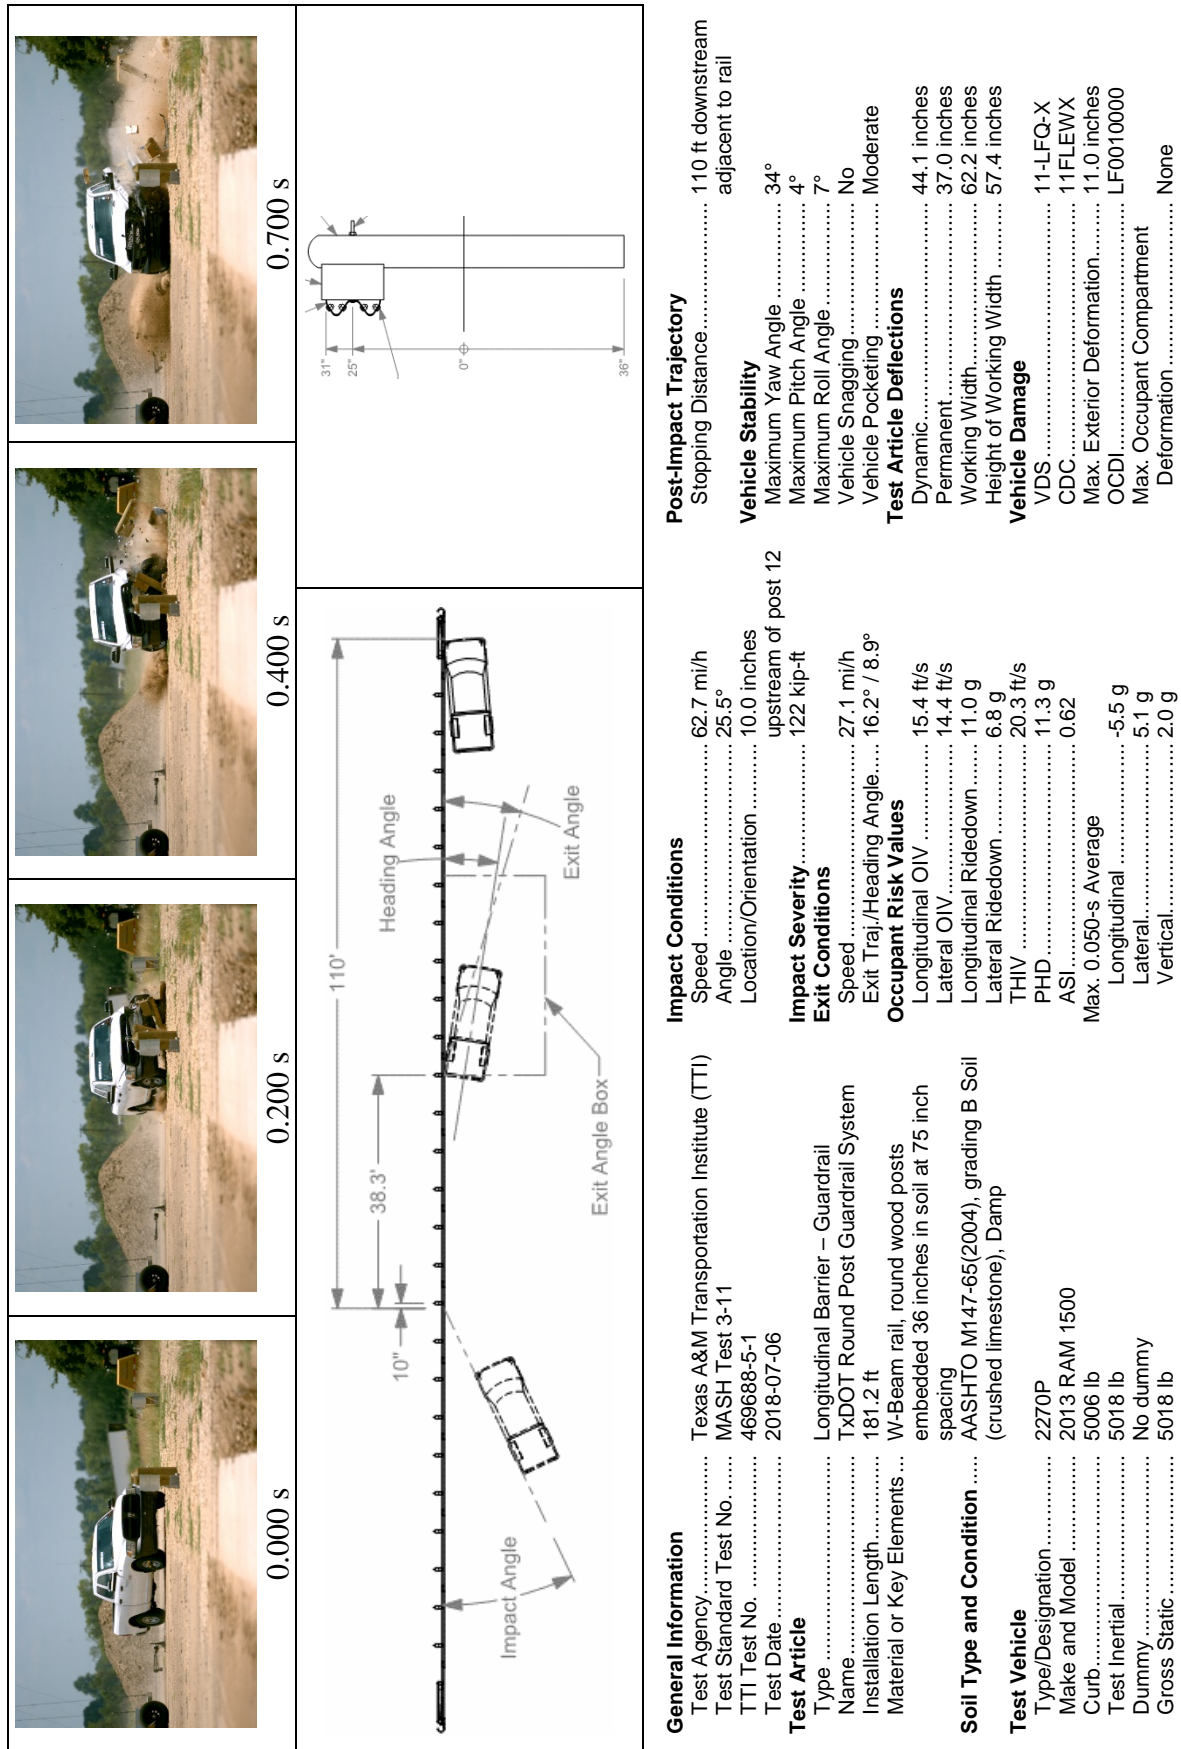 0.000 s
0.200 s
0.400 s
0.700 s
Impact Angle
10"
38.3'
110'
Exit Angle Box
Heading Angle
Exit Angle
31"
25"
0"
36"
General Information
Test Agency.......................... Texas A&M Transportation Institute (TTI)
Test Standard Test No. ....... MASH Test 3-11
TTI Test No. ........................ 469688-5-1
Test Date ............................ 2018-07-06
Test Article
Type .................................... Longitudinal Barrier – Guardrail
Name.................................... TxDOT Round Post Guardrail System
Installation Length................ 181.2 ft
Material or Key Elements ... W-Beam rail, round wood posts
embedded 36 inches in soil at 75 inch
spacing
Soil Type and Condition .... AASHTO M147-65(2004), grading B Soil
(crushed limestone), Damp
Test Vehicle
Type/Designation................. 2270P
Make and Model .................. 2013 RAM 1500
Curb..................................... 5006 lb
Test Inertial.......................... 5018 lb
Dummy................................. No dummy
Gross Static......................... 5018 lb
Impact Conditions
Speed .................................. 62.7 mi/h
Angle ................................... 25.5°
Location/Orientation ............ 10.0 inches
upstream of post 12
Impact Severity.................... 122 kip-ft
Exit Conditions
Speed .................................. 27.1 mi/h
Exit Traj./Heading Angle.... 16.2° / 8.9°
Occupant Risk Values
Longitudinal OIV .................. 15.4 ft/s
Lateral OIV........................... 14.4 ft/s
Longitudinal Ridedown ........ 11.0 g
Lateral Ridedown ................. 6.8 g
THIV ..................................... 20.3 ft/s
PHD...................................... 11.3 g
ASI........................................ 0.62
Max. 0.050-s Average
Longitudinal ...................... -5.5 g
Lateral................................ 5.1 g
Vertical............................... 2.0 g
Post-Impact Trajectory
Stopping Distance..................... 110 ft downstream
adjacent to rail
Vehicle Stability
Maximum Yaw Angle ................ 34°
Maximum Pitch Angle ............... 4°
Maximum Roll Angle ................. 7°
Vehicle Snagging....................... No
Vehicle Pocketing ..................... Moderate
Test Article Deflections
Dynamic..................................... 44.1 inches
Permanent................................. 37.0 inches
Working Width............................ 62.2 inches
Height of Working Width ........... 57.4 inches
Vehicle Damage
VDS ........................................... 11-LFQ-X
CDC........................................... 11FLEWX
Max. Exterior Deformation......... 11.0 inches
OCDI.......................................... LF0010000
Max. Occupant Compartment
Deformation ........................... None